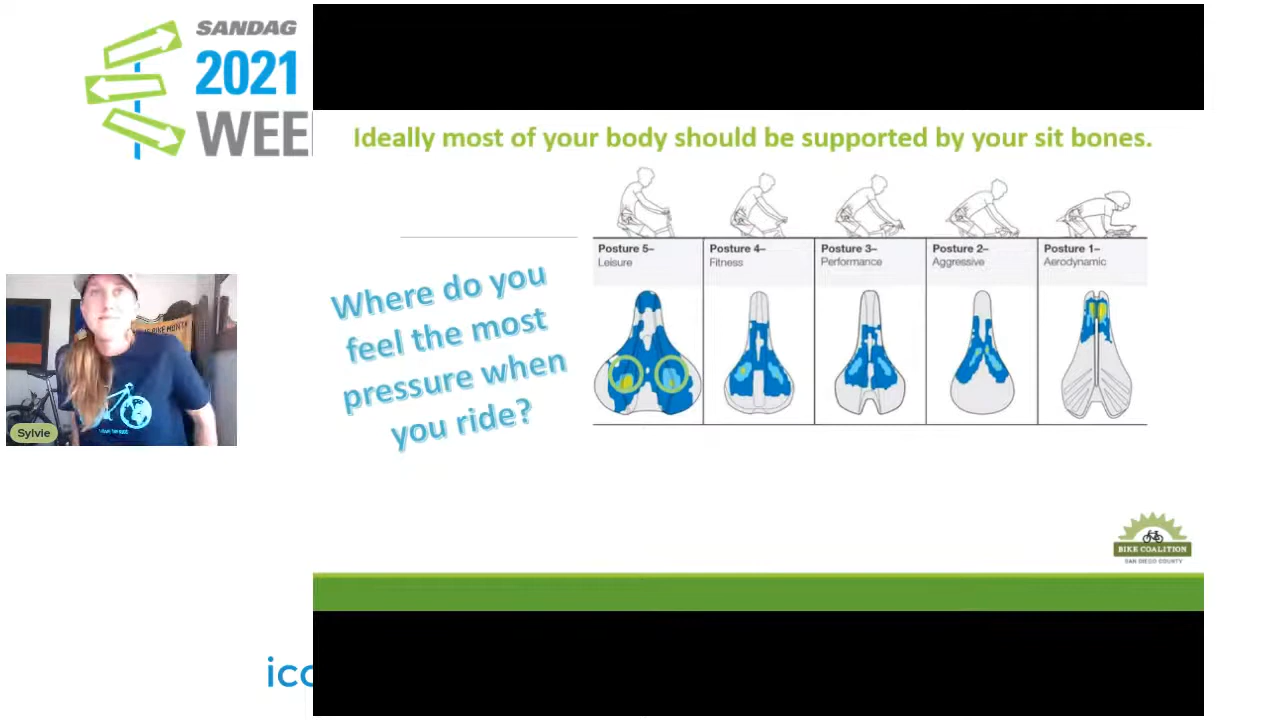 SANDAG
2021
WEE
Ideally most of your body should be supported by your sit bones.
Posture 5–
Leisure
Posture 4–
Fitness
Posture 3–
Performance
Posture 2–
Aggressive
Posture 1–
Aerodynamic
Where do you
feel the most
pressure when
you ride?
Sylvie
BIKE COALITION
SAN DIEGO COUNTY
ico